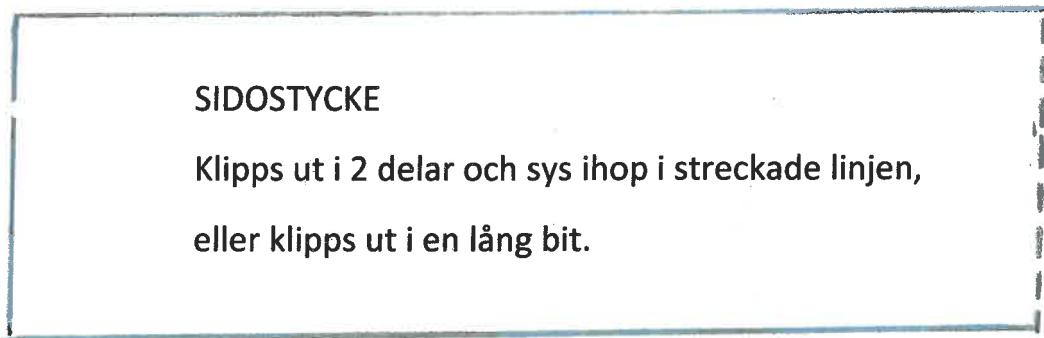 SIDOSTYCKE
Klipps ut i 2 delar och sys ihop i streckade linjen,
eller klipps ut i en lång bit.